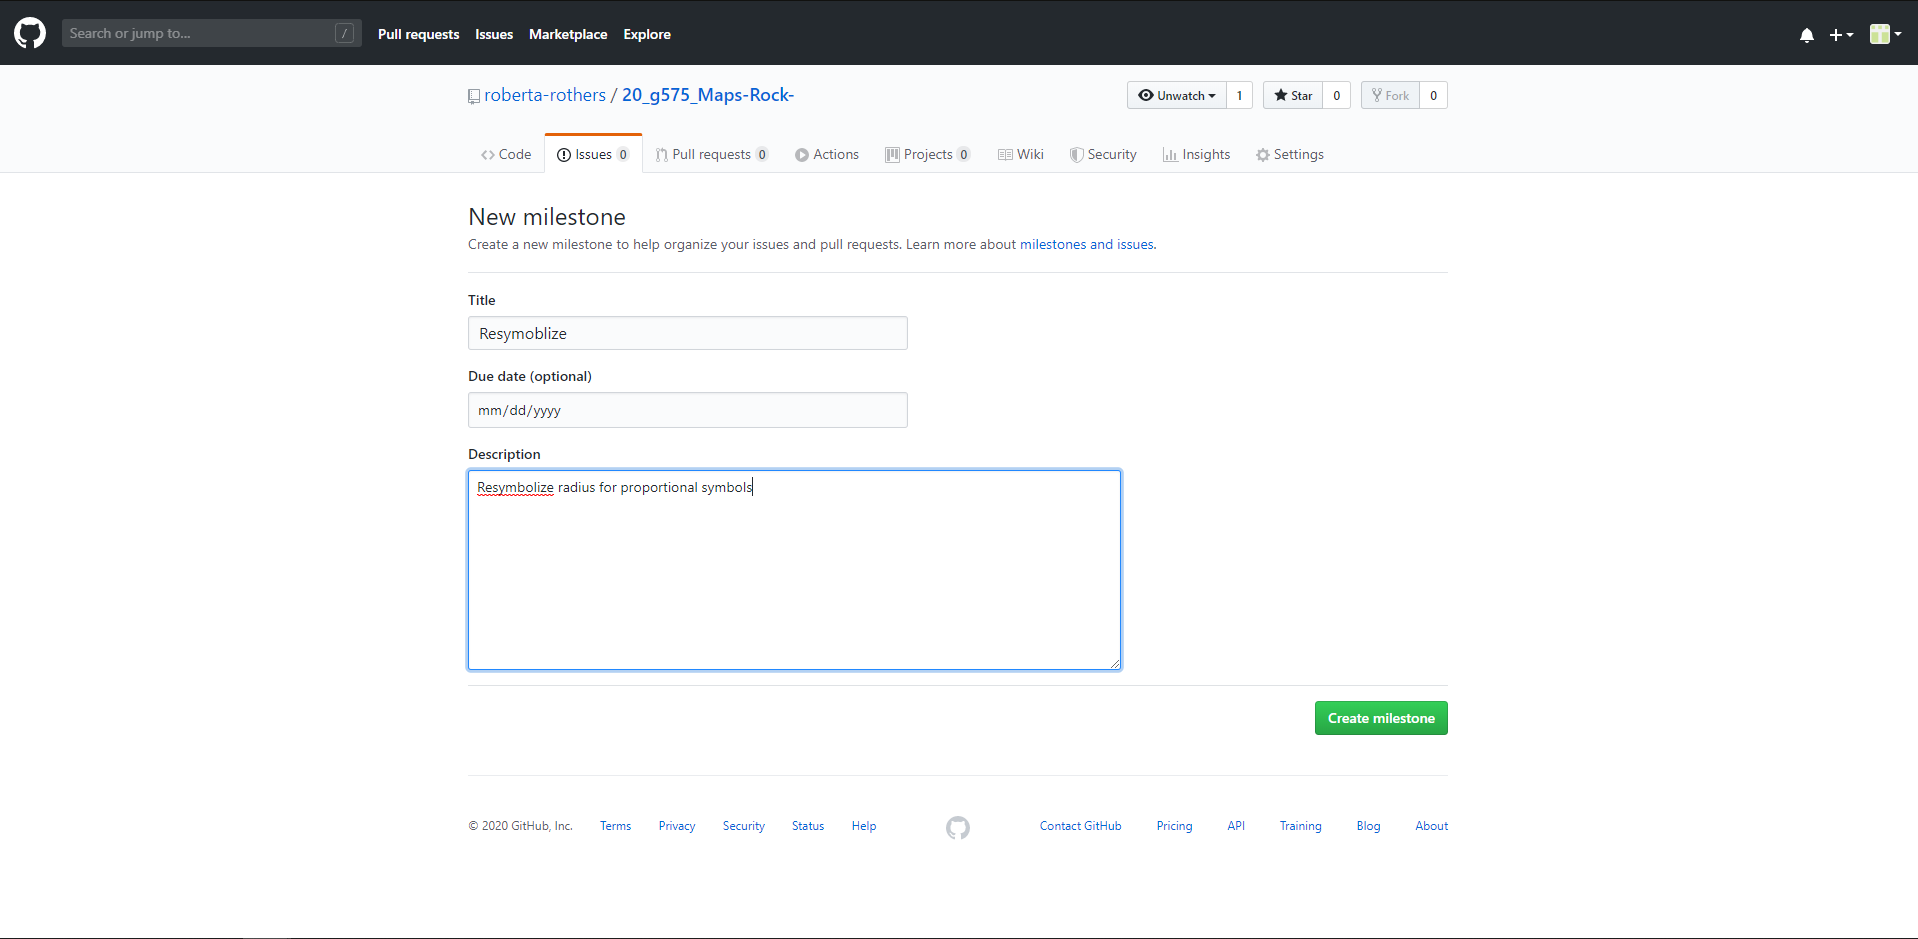 Search or jump to... / Pull requests Issues Marketplace Explore
roberta-rothers / 20_g575_Maps-Rock- Unwatch 1 Star 0 Fork 0
Code Issues 0 Pull requests 0 Actions Projects 0 Wiki Security Insights Settings
New milestone
Create a new milestone to help organize your issues and pull requests. Learn more about milestones and issues.
Title
Resymoblize
Due date (optional)
mm/dd/yyyy
Description
Resymbolize radius for proportional symbols
Create milestone
© 2020 GitHub, Inc. Terms Privacy Security Status Help Contact GitHub Pricing API Training Blog About